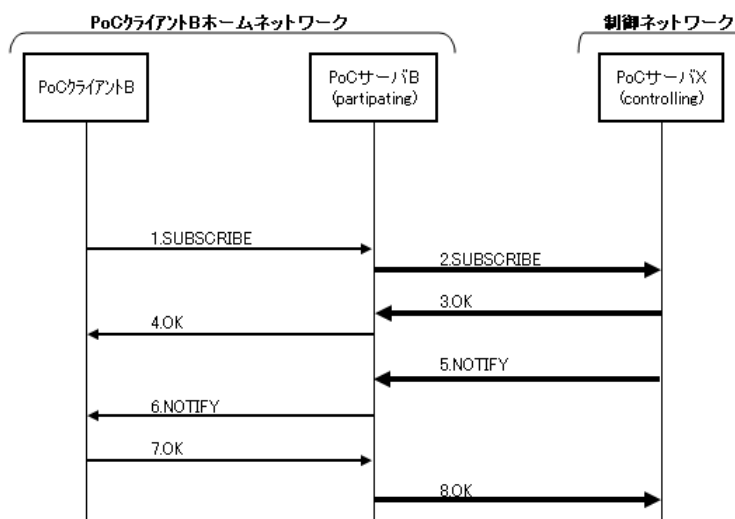 PoCクライアントBホームネットワーク
制御ネットワーク
PoCクライアントB
PoCサーバB
(partipating)
PoCサーバX
(controlling)
1.SUBSCRIBE
2.SUBSCRIBE
3.OK
4.OK
5.NOTIFY
6.NOTIFY
7.OK
8.OK